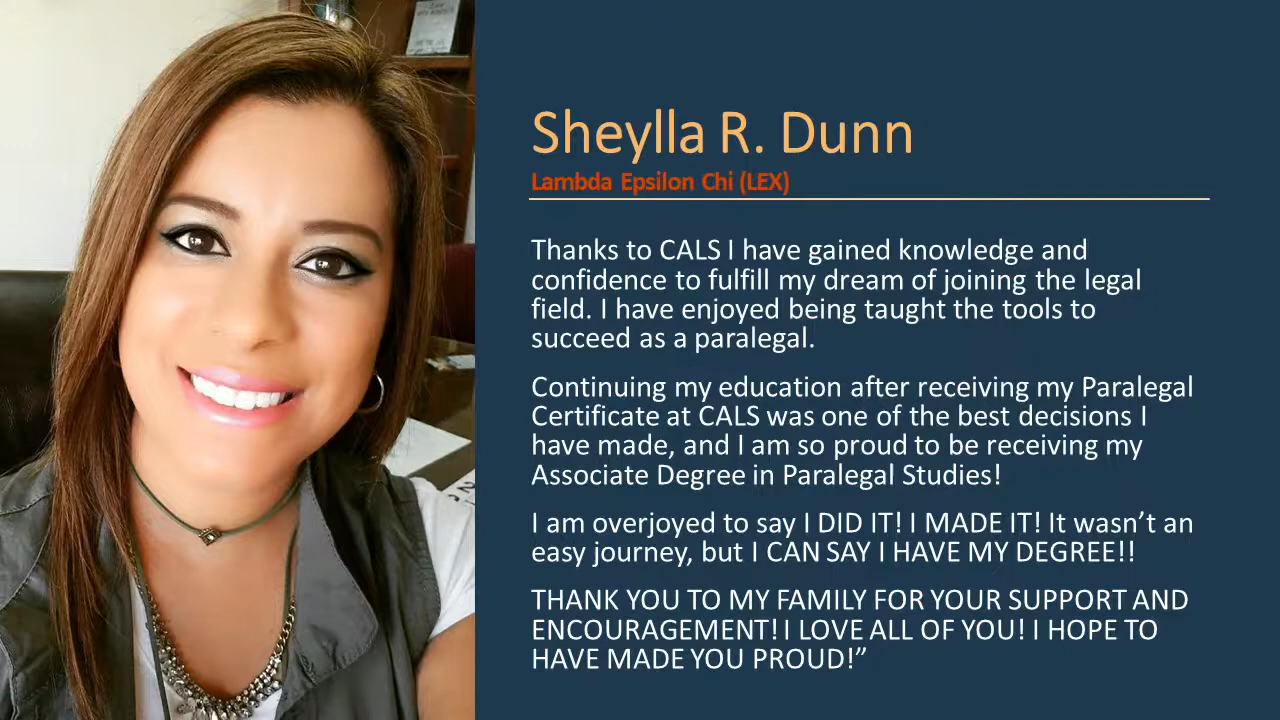 Sheylla R. Dunn
Lambda Epsilon Chi (LEX)
Thanks to CALS I have gained knowledge and
confidence to fulfill my dream of joining the legal
field. I have enjoyed being taught the tools to
succeed as a paralegal.
Continuing my education after receiving my Paralegal
Certificate at CALS was one of the best decisions I
have made, and I am so proud to be receiving my
Associate Degree in Paralegal Studies!
I am overjoyed to say I DID IT! I MADE IT! It wasn’t an
easy journey, but I CAN SAY I HAVE MY DEGREE!!
THANK YOU TO MY FAMILY FOR YOUR SUPPORT AND
ENCOURAGEMENT! I LOVE ALL OF YOU! I HOPE TO
HAVE MADE YOU PROUD!”